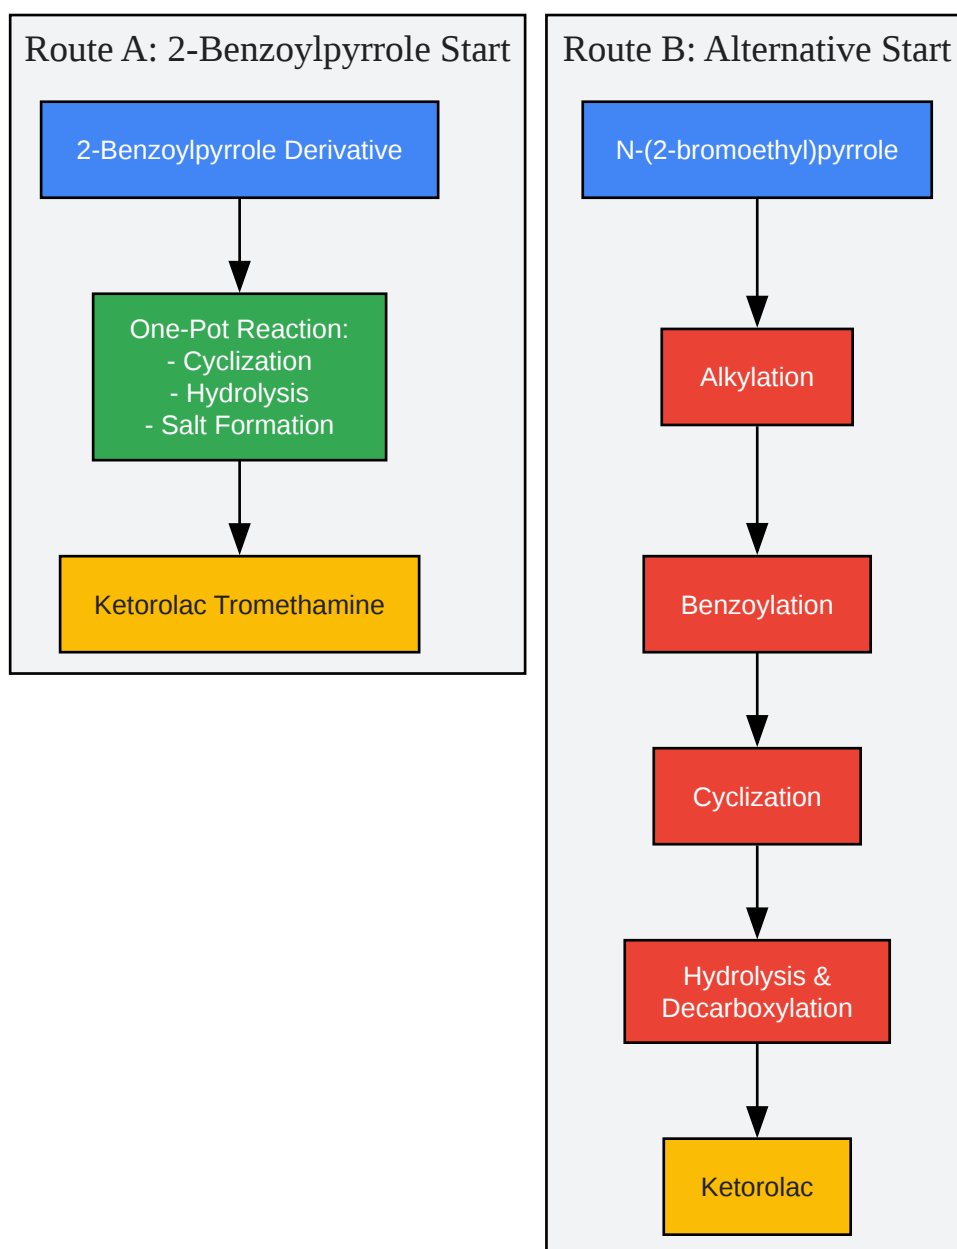 Route A: 2-Benzoylpyrrole Start
2-Benzoylpyrrole Derivative
One-Pot Reaction:
- Cyclization
- Hydrolysis
- Salt Formation
Ketorolac Tromethamine
Route B: Alternative Start
N-(2-bromoethyl)pyrrole
Alkylation
Benzoylation
Cyclization
Hydrolysis &
Decarboxylation
Ketorolac